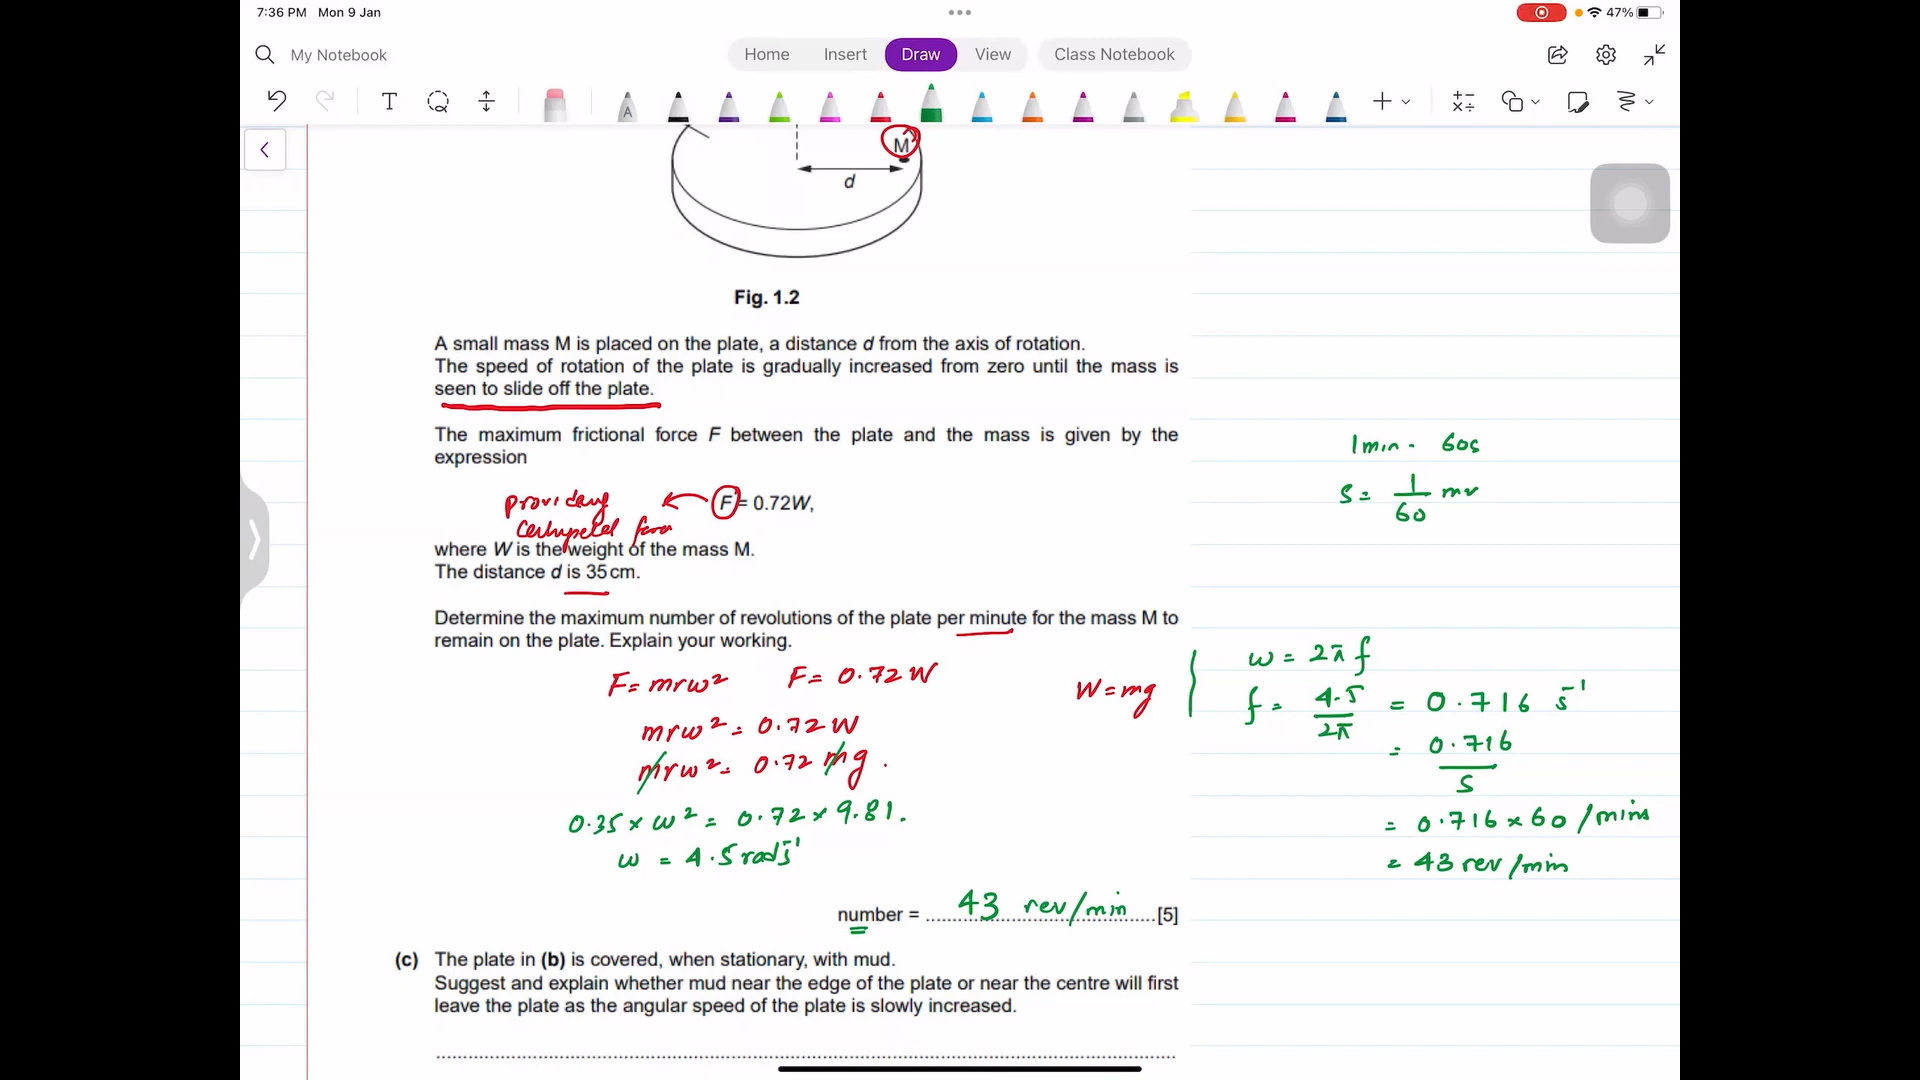 7:36 PM Mon 9 Jan
47%
My Notebook
Home Insert Draw View Class Notebook
T
A
M
d
Fig. 1.2
A small mass M is placed on the plate, a distance d from the axis of rotation.
The speed of rotation of the plate is gradually increased from zero until the mass is
seen to slide off the plate.
The maximum frictional force F between the plate and the mass is given by the
expression
F = 0.72W,
where W is the weight of the mass M.
The distance d is 35 cm.
Determine the maximum number of revolutions of the plate per minute for the mass M to
remain on the plate. Explain your working.
F = mrω² F = 0.72 W
W = mg
mrω² = 0.72 W
mrω² = 0.72 mg.
0.35 × ω² = 0.72 × 9.81.
ω = 4.5 rad s⁻¹
1 min - 60s
s = 1/60
ω = 2π f
f = 4.5/2π = 0.716 s⁻¹
= 0.716/s
= 0.716 × 60 / mins
= 43 rev/min
number = 43 rev/min [5]
(c) The plate in (b) is covered, when stationary, with mud.
Suggest and explain whether mud near the edge of the plate or near the centre will first
leave the plate as the angular speed of the plate is slowly increased.